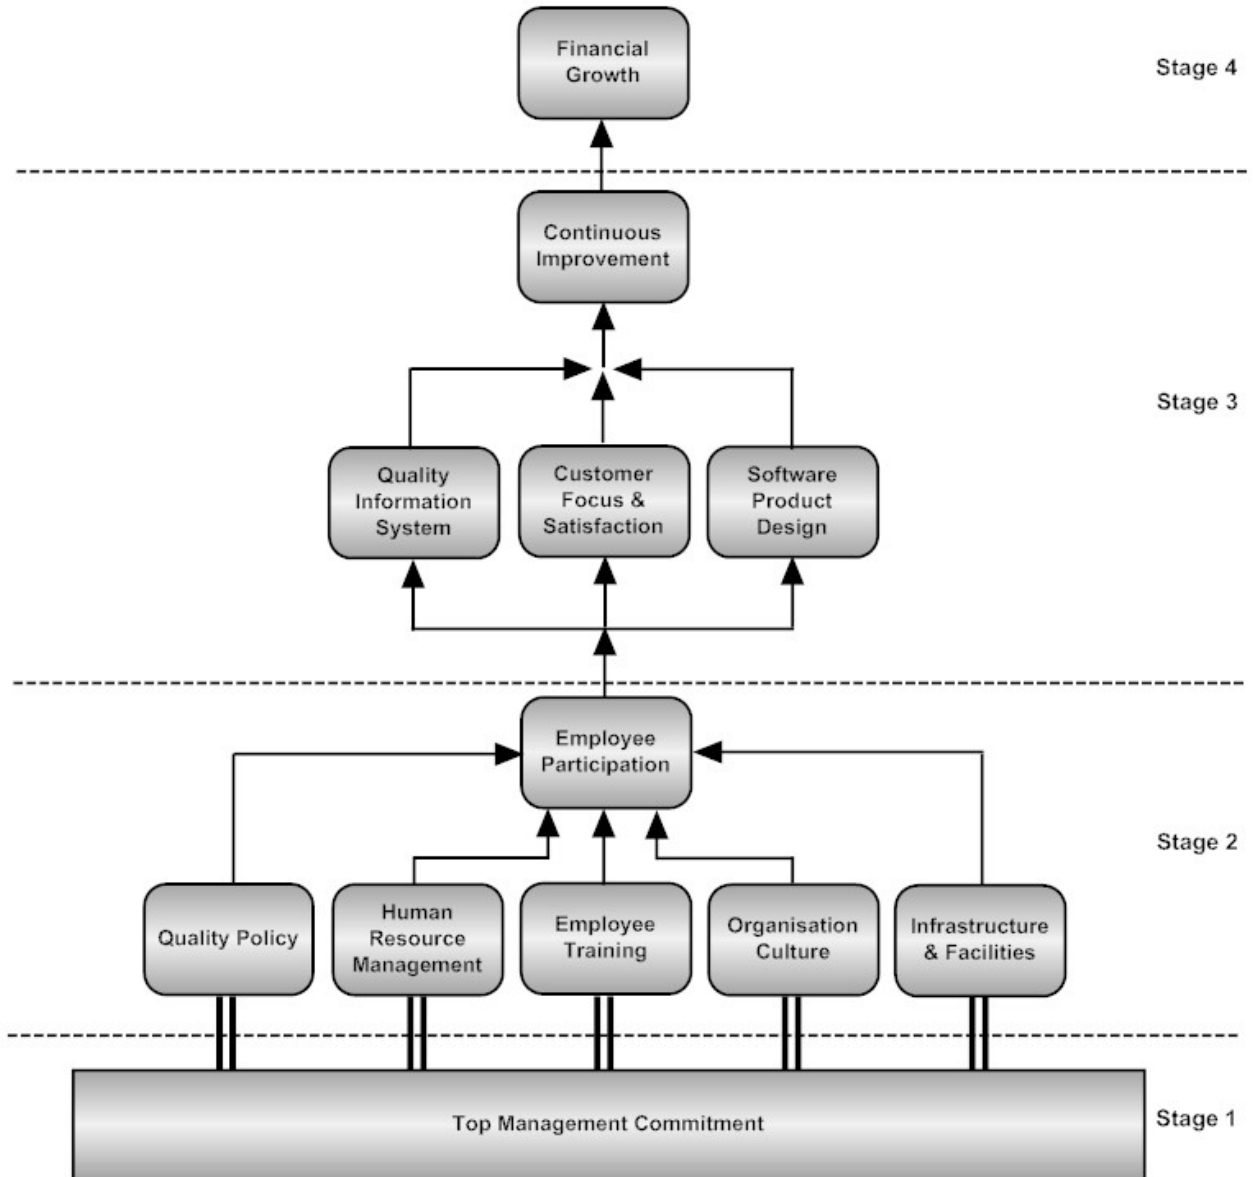 Financial
Growth
Stage 4
Continuous
Improvement
Stage 3
Quality
Information
System
Customer
Focus &
Satisfaction
Software
Product
Design
Employee
Participation
Stage 2
Quality Policy
Human
Resource
Management
Employee
Training
Organisation
Culture
Infrastructure
& Facilities
Top Management Commitment
Stage 1